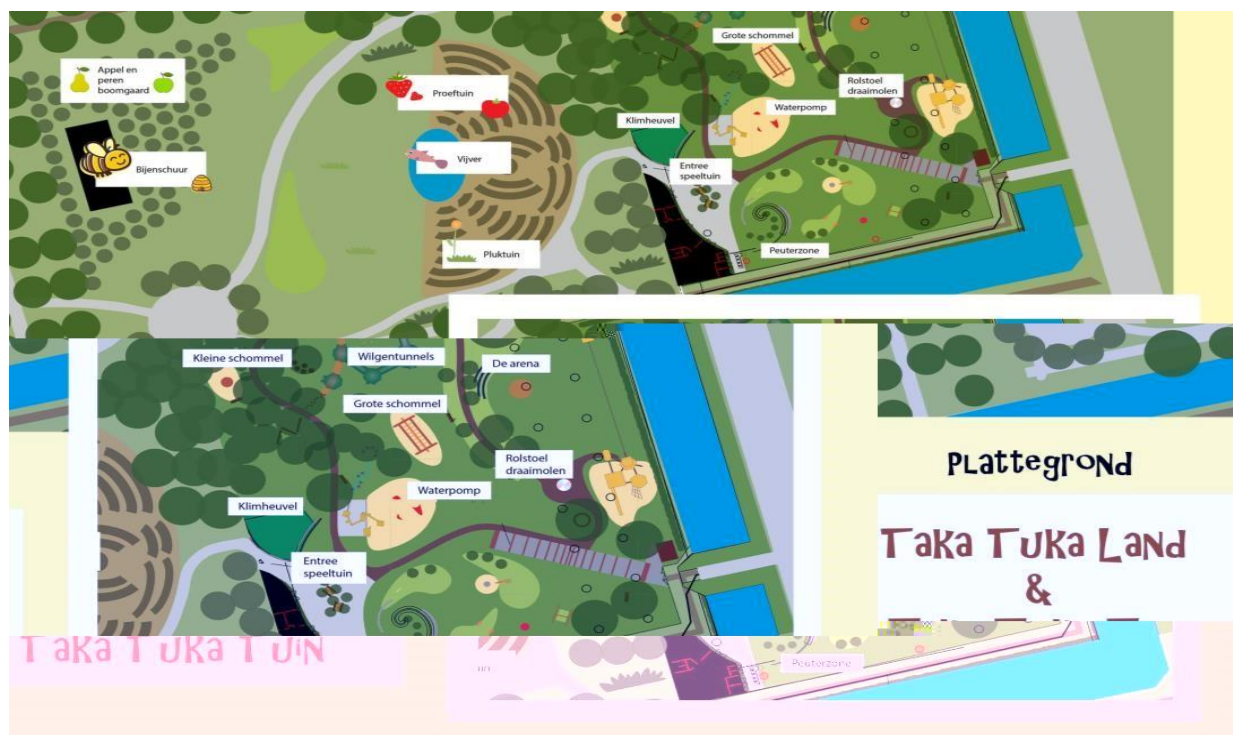 Grote schommel
Appel en
peren
boomgaard
Rolstoel
draaimolen
Proeftuin
Waterpomp
Klimheuvel
Vijver
Bijenschuur
Entree
speeltuin
Pluktuin
Peuterzone
Kleine schommel
Wilgentunnels
De arena
Grote schommel
Rolstoel
draaimolen
Waterpomp
Klimheuvel
Entree
speeltuin
Plattegrond
Taka Tuka Land
&
Taka Tuka Tuin
Peuterzone